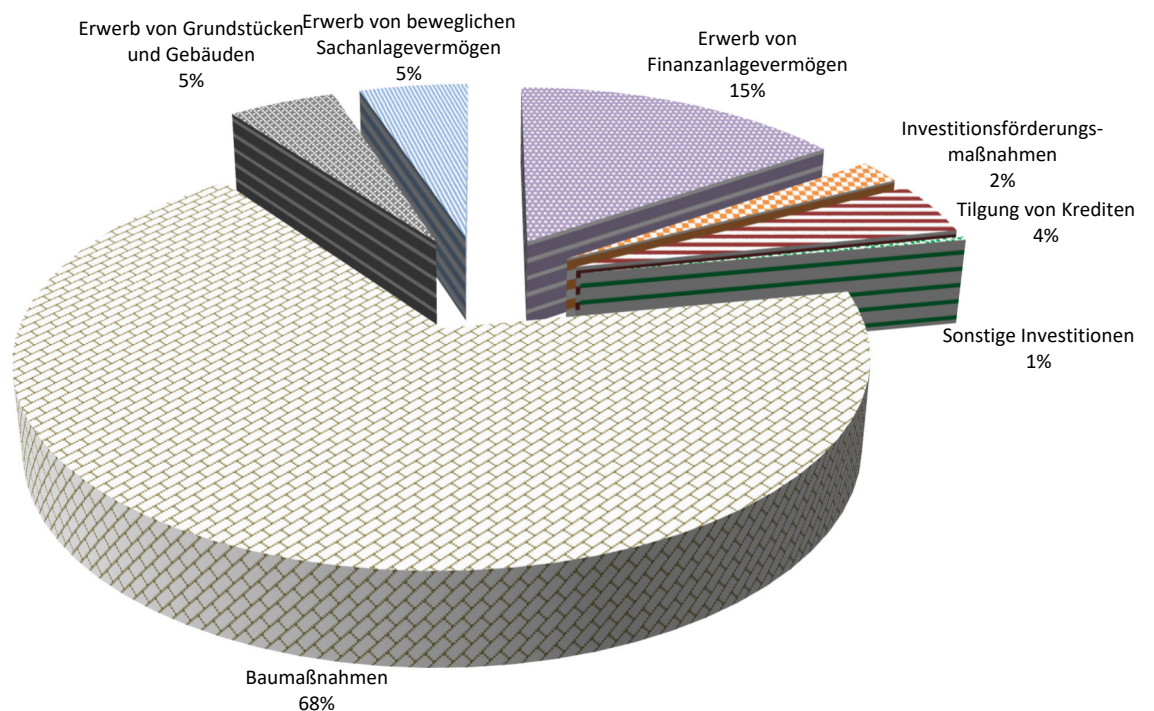 Erwerb von Grundstücken
und Gebäuden
5%
Erwerb von beweglichen
Sachanlagevermögen
5%
Erwerb von
Finanzanlagevermögen
15%
Investitionsförderungs-
maßnahmen
2%
Tilgung von Krediten
4%
Sonstige Investitionen
1%
Baumaßnahmen
68%